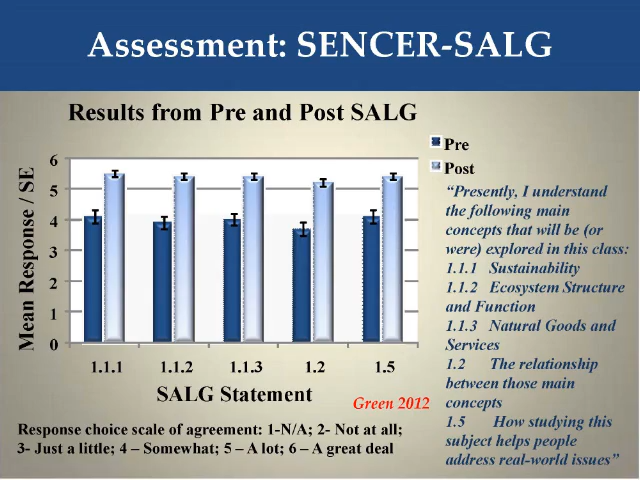 Assessment: SENCER-SALG
Results from Pre and Post SALG
Pre
Post
Mean Response / SE
6
5
4
3
2
1
0
1.1.1 1.1.2 1.1.3 1.2 1.5
SALG Statement
Green 2012
Response choice scale of agreement: 1-N/A; 2- Not at all;
3- Just a little; 4 – Somewhat; 5 – A lot; 6 – A great deal
“Presently, I understand
the following main
concepts that will be (or
were) explored in this class:
1.1.1 Sustainability
1.1.2 Ecosystem Structure
and Function
1.1.3 Natural Goods and
Services
1.2 The relationship
between those main
concepts
1.5 How studying this
subject helps people
address real-world issues”